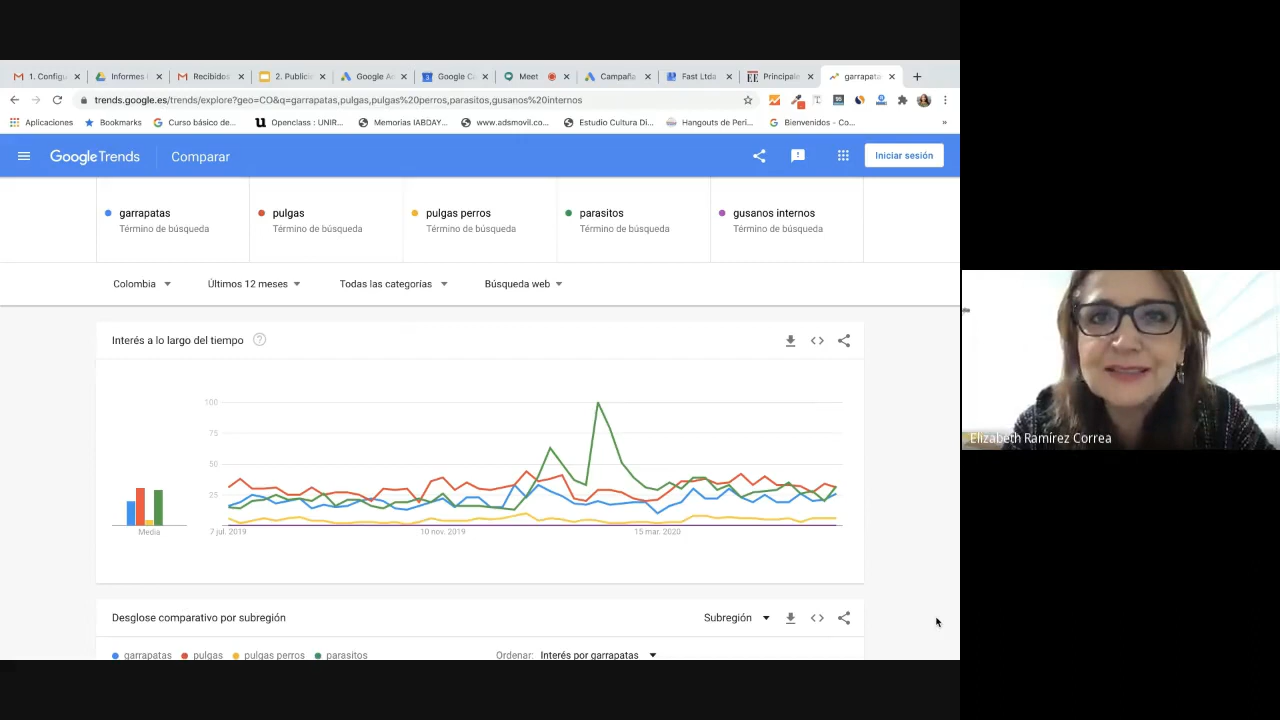 1. Configu
Informes
Recibidos
2. Publici
Google Ad
Google C
Meet
Campaña
Fast Ltda
EE
Principale
garrapata
trends.google.es/trends/explore?geo=CO&q=garrapatas,pulgas,pulgas%20perros,parasitos,gusanos%20internos
Aplicaciones
Bookmarks
Curso básico de...
Openclass : UNIR...
Memorias IABDAY...
www.adsmovil.co...
Estudio Cultura Di...
Hangouts de Peri...
Bienvenidos - Co...
»
Google Trends
Comparar
Iniciar sesión
garrapatas
Término de búsqueda
pulgas
Término de búsqueda
pulgas perros
Término de búsqueda
parasitos
Término de búsqueda
gusanos internos
Término de búsqueda
Colombia
Últimos 12 meses
Todas las categorías
Búsqueda web
Interés a lo largo del tiempo
100
75
50
25
Media
7 jul. 2019
10 nov. 2019
15 mar. 2020
Desglose comparativo por subregión
Subregión
garrapatas
pulgas
pulgas perros
parasitos
Ordenar: Interés por garrapatas
Elizabeth Ramírez Correa